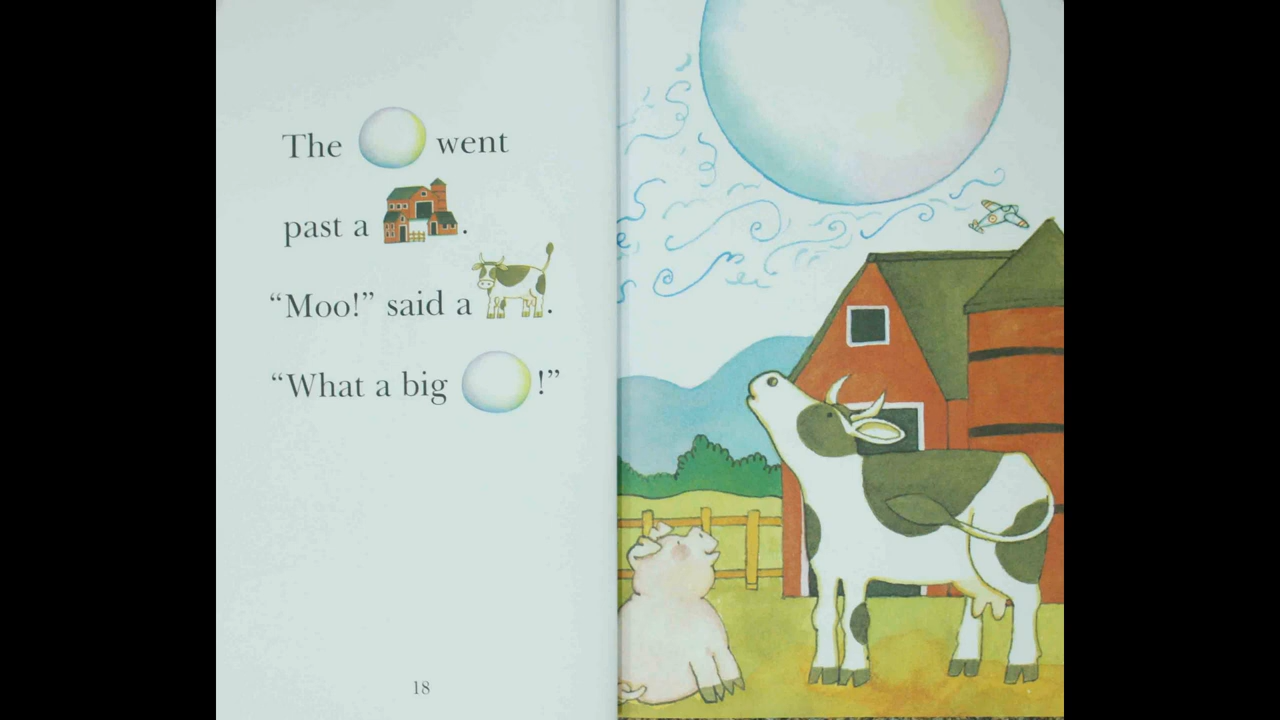 The went
past a .
“Moo!” said a .
“What a big !”
18